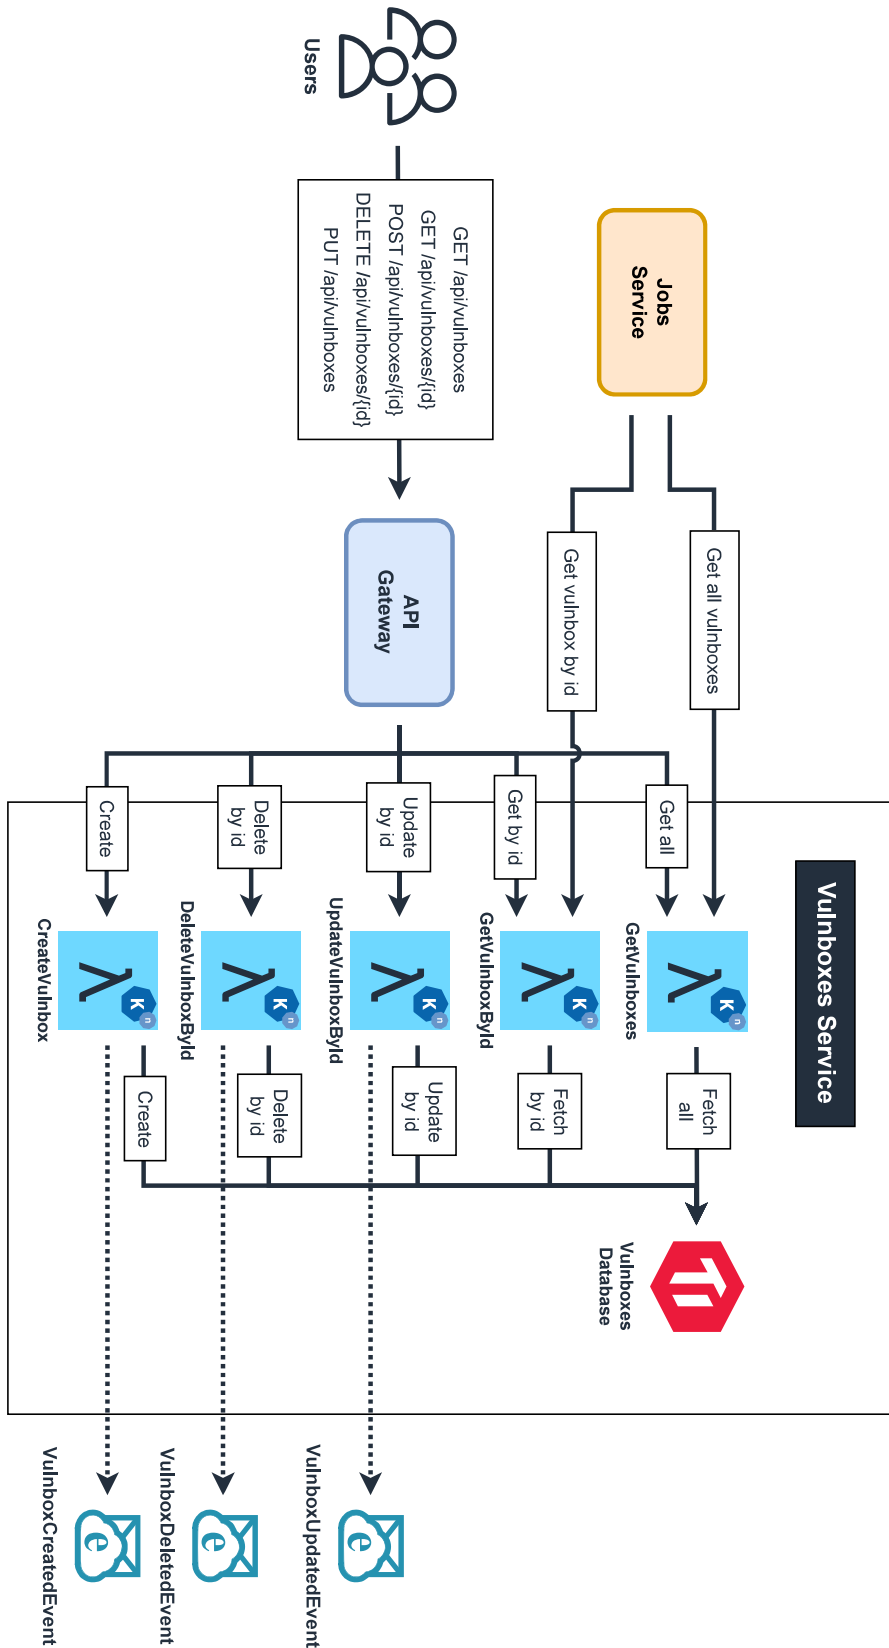 Vulnboxes Service
Jobs
Service
Get all vulnboxes
Get vulnbox by id
Users
GET /api/vulnboxes
GET /api/vulnboxes/{id}
POST /api/vulnboxes/{id}
DELETE /api/vulnboxes/{id}
PUT /api/vulnboxes
API
Gateway
Get all
Get by id
Update
by id
Delete
by id
Create
λ
K
n
GetVulnboxes
λ
K
n
GetVulnboxById
λ
K
n
UpdateVulnboxById
λ
K
n
DeleteVulnboxById
λ
K
n
CreateVulnbox
Fetch
all
Fetch
by id
Update
by id
Delete
by id
Create
Vulnboxes
Database
e
VulnboxUpdatedEvent
e
VulnboxDeletedEvent
e
VulnboxCreatedEvent